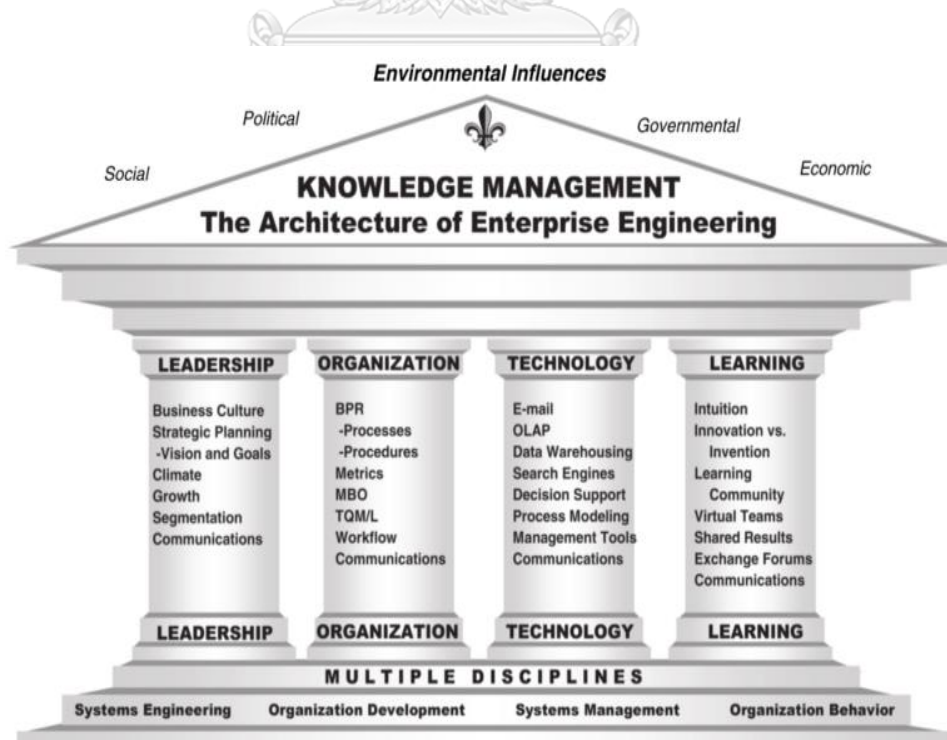 Environmental Influences
Political
Governmental
Social
Economic
KNOWLEDGE MANAGEMENT
The Architecture of Enterprise Engineering
LEADERSHIP
Business Culture
Strategic Planning
-Vision and Goals
Climate
Growth
Segmentation
Communications
LEADERSHIP
ORGANIZATION
BPR
-Processes
-Procedures
Metrics
MBO
TQM/L
Workflow
Communications
ORGANIZATION
TECHNOLOGY
E-mail
OLAP
Data Warehousing
Search Engines
Decision Support
Process Modeling
Management Tools
Communications
TECHNOLOGY
LEARNING
Intuition
Innovation vs.
Invention
Learning
Community
Virtual Teams
Shared Results
Exchange Forums
Communications
LEARNING
MULTIPLE DISCIPLINES
Systems Engineering Organization Development Systems Management Organization Behavior